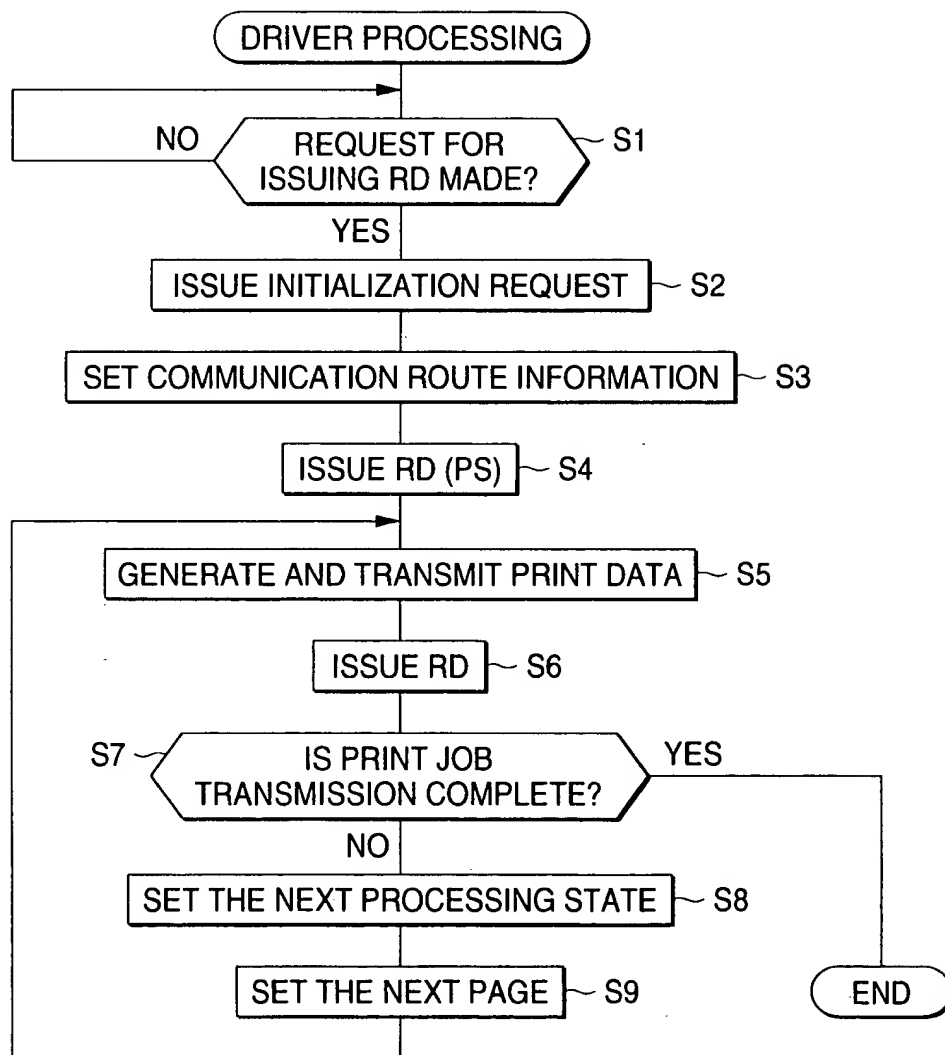 DRIVER PROCESSING
NO
REQUEST FOR
ISSUING RD MADE?
S1
YES
ISSUE INITIALIZATION REQUEST
S2
SET COMMUNICATION ROUTE INFORMATION
S3
ISSUE RD (PS)
S4
GENERATE AND TRANSMIT PRINT DATA
S5
ISSUE RD
S6
S7
IS PRINT JOB
TRANSMISSION COMPLETE?
YES
NO
SET THE NEXT PROCESSING STATE
S8
SET THE NEXT PAGE
S9
END